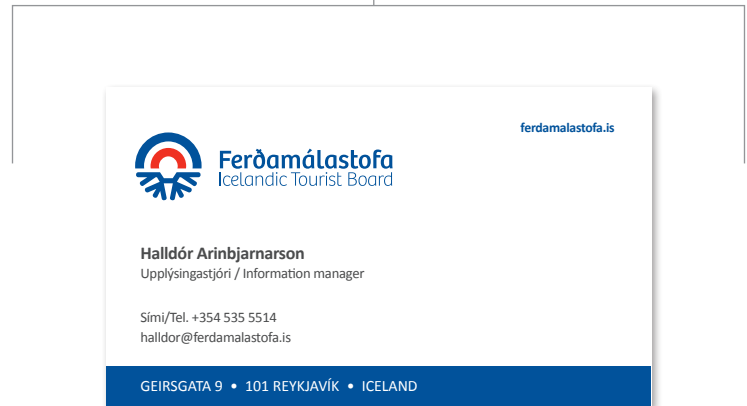 ferdamalastofa.is
Ferðamálastofa
Icelandic Tourist Board
Halldór Arinbjarnarson
Upplýsingastjóri / Information manager
Sími/Tel. +354 535 5514
halldor@ferdamalastofa.is
GEIRSGATA 9 • 101 REYKJAVÍK • ICELAND